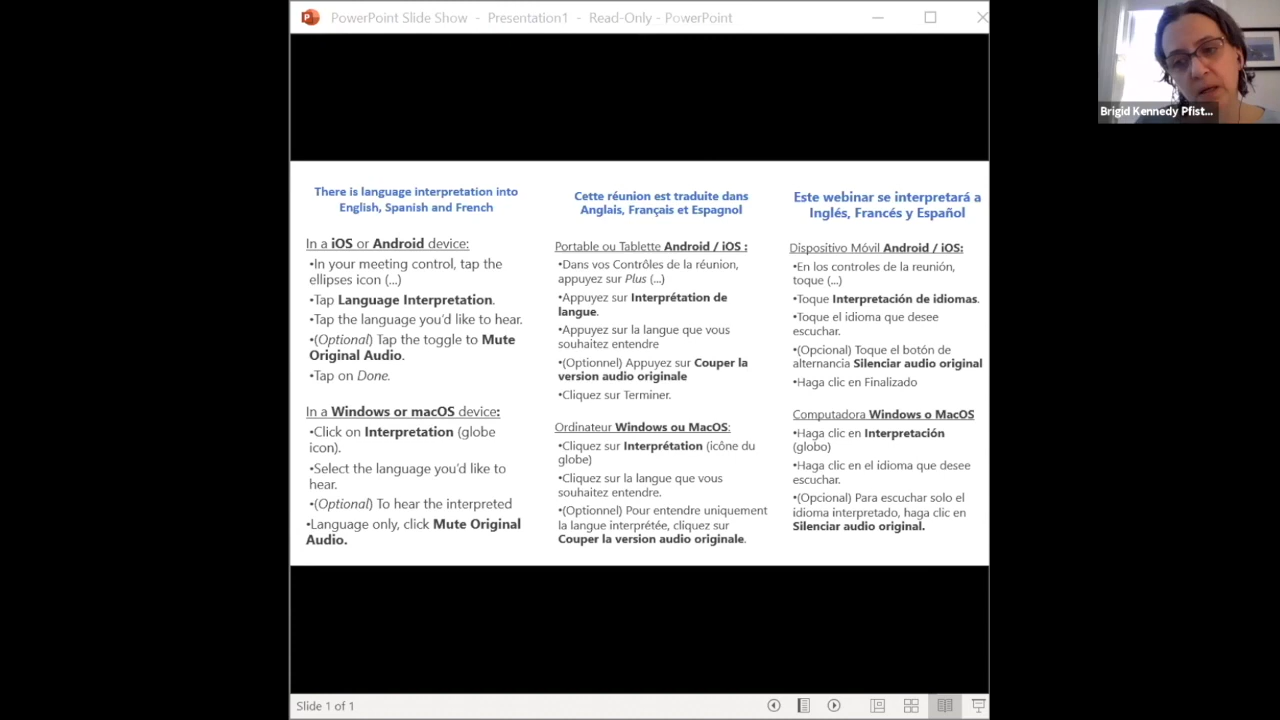 PowerPoint Slide Show - Presentation1 - Read-Only - PowerPoint
Brigid Kennedy Pfist...
There is language interpretation into
English, Spanish and French
In a iOS or Android device:
•In your meeting control, tap the
ellipses icon (...)
•Tap Language Interpretation.
•Tap the language you'd like to hear.
•(Optional) Tap the toggle to Mute
Original Audio.
•Tap on Done.
In a Windows or macOS device:
•Click on Interpretation (globe
icon).
•Select the language you'd like to
hear.
•(Optional) To hear the interpreted
•Language only, click Mute Original
Audio.
Cette réunion est traduite dans
Anglais, Français et Espagnol
Portable ou Tablette Android / iOS :
•Dans vos Contrôles de la réunion,
appuyez sur Plus (...)
•Appuyez sur Interprétation de
langue.
•Appuyez sur la langue que vous
souhaitez entendre
•(Optionnel) Appuyez sur Couper la
version audio originale
•Cliquez sur Terminer.
Ordinateur Windows ou MacOS:
•Cliquez sur Interprétation (icône du
globe)
•Cliquez sur la langue que vous
souhaitez entendre.
•(Optionnel) Pour entendre uniquement
la langue interprétée, cliquez sur
Couper la version audio originale.
Este webinar se interpretará a
Inglés, Francés y Español
Dispositivo Móvil Android / iOS:
•En los controles de la reunión,
toque (...)
•Toque Interpretación de idiomas.
•Toque el idioma que desee
escuchar.
•(Opcional) Toque el botón de
alternancia Silenciar audio original
•Haga clic en Finalizado
Computadora Windows o MacOS
•Haga clic en Interpretación
(globo)
•Haga clic en el idioma que desee
escuchar.
•(Opcional) Para escuchar solo el
idioma interpretado, haga clic en
Silenciar audio original.
Slide 1 of 1